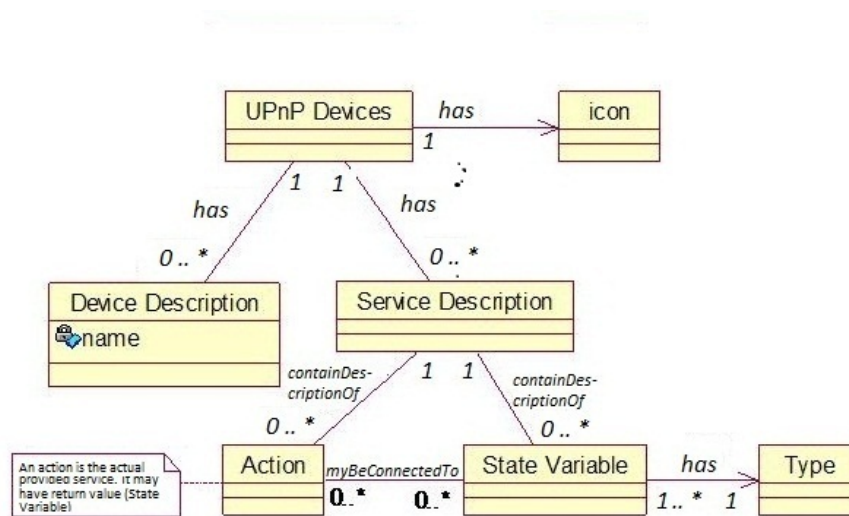 UPnP Devices
has
icon
1
1
1
has
has
0 .. *
0 .. *
Device Description
name
Service Description
1
1
containDes-
criptionOf
containDes-
criptionOf
0 .. *
0 .. *
An action is the actual
provided service. It may
have return value (State
Variable)
Action
myBeConnectedTo
State Variable
has
Type
0..*
0..*
1..*
1